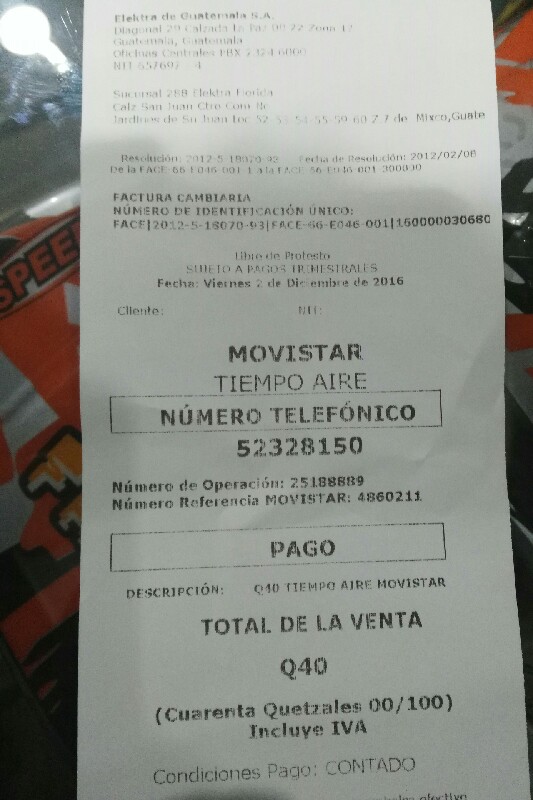 Elektra de Guatemala S.A.
Diagonal 29 Calzada La Paz 00-22 Zona 17
Guatemala, Guatemala
Oficinas Centrales PBX 2324 6000
NIT 657692 4
Sucursal 288 Elektra Florida
Calz San Juan Ctro Com
Jardines de Sn Juan Loc 52-53-54-55-59-60 Z 7 de Mixco,Guate
Resolución: 2012-5-18070-93 Fecha de Resolución: 2012/02/08
De la FACE-66-E046-001 1 a la FACE-66-E046-001 300000
FACTURA CAMBIARIA
NÚMERO DE IDENTIFICACIÓN ÚNICO:
FACE|2012-5-18070-93|FACE-66-E046-001|160000030680
Libre de Protesto
SUJETO A PAGOS TRIMESTRALES
Fecha: Viernes 2 de Diciembre de 2016
Cliente: NIT:
MOVISTAR
TIEMPO AIRE
NÚMERO TELEFÓNICO
52328150
Número de Operación: 25188889
Número Referencia MOVISTAR: 4860211
PAGO
DESCRIPCIÓN: Q40 TIEMPO AIRE MOVISTAR
TOTAL DE LA VENTA
Q40
(Cuarenta Quetzales 00/100)
Incluye IVA
Condiciones Pago: CONTADO
efectivo
SPEE